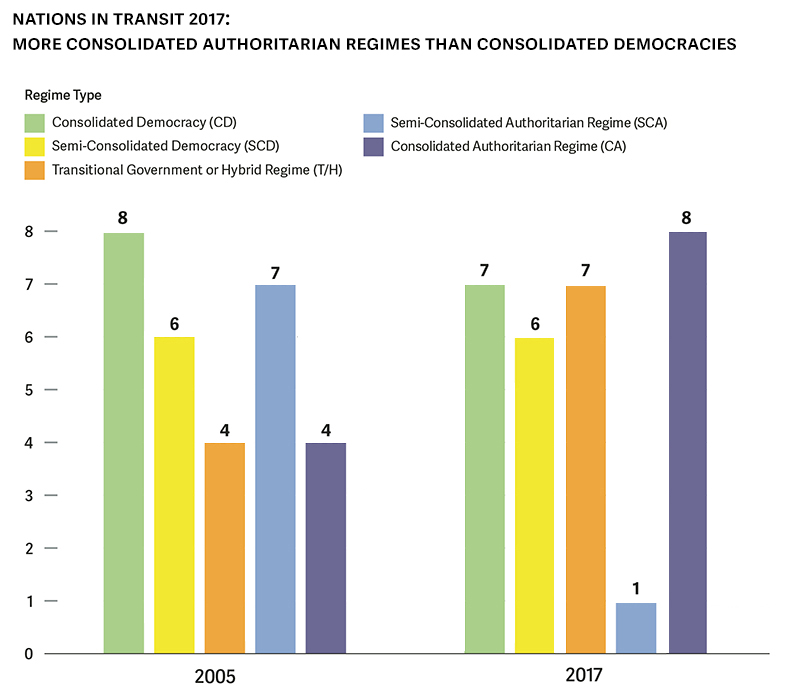 NATIONS IN TRANSIT 2017:
MORE CONSOLIDATED AUTHORITARIAN REGIMES THAN CONSOLIDATED DEMOCRACIES
Regime Type
Consolidated Democracy (CD)
Semi-Consolidated Democracy (SCD)
Transitional Government or Hybrid Regime (T/H)
Semi-Consolidated Authoritarian Regime (SCA)
Consolidated Authoritarian Regime (CA)
8
7
6
5
4
3
2
1
0
8
6
4
7
4
7
6
7
1
8
2005
2017